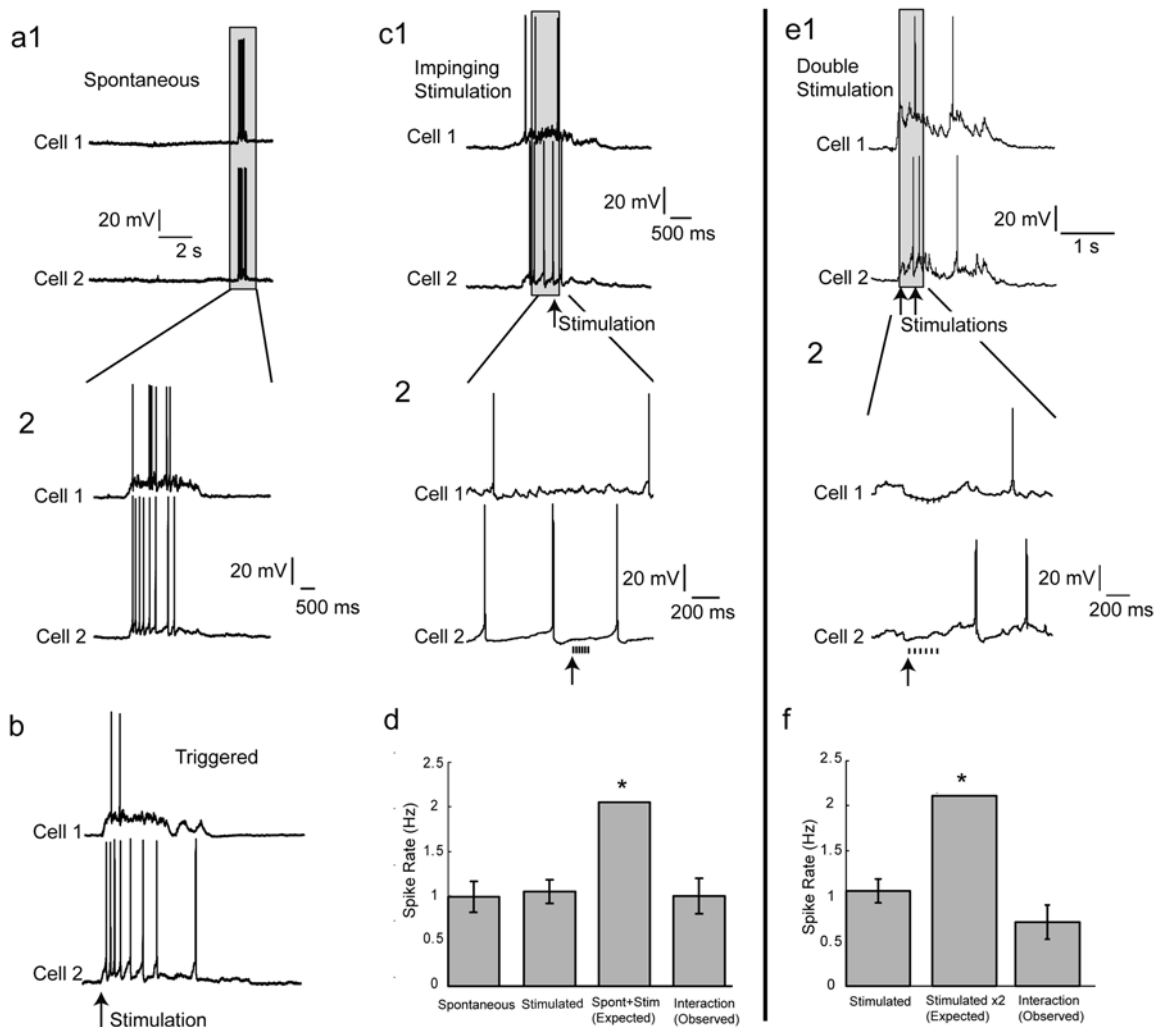 a1
Spontaneous
Cell 1
20 mV
2 s
Cell 2
2
Cell 1
20 mV
500 ms
Cell 2
b
Triggered
Cell 1
Cell 2
Stimulation
c1
Impinging
Stimulation
Cell 1
20 mV
500 ms
Cell 2
Stimulation
2
Cell 1
20 mV
200 ms
Cell 2
d
Spike Rate (Hz)
2.5
2
1.5
1
0.5
0
*
Spontaneous
Stimulated
Spont+Stim
(Expected)
Interaction
(Observed)
e1
Double
Stimulation
Cell 1
20 mV
1 s
Cell 2
Stimulations
2
Cell 1
20 mV
200 ms
Cell 2
f
Spike Rate (Hz)
2.5
2
1.5
1
0.5
0
*
Stimulated
Stimulated x2
(Expected)
Interaction
(Observed)